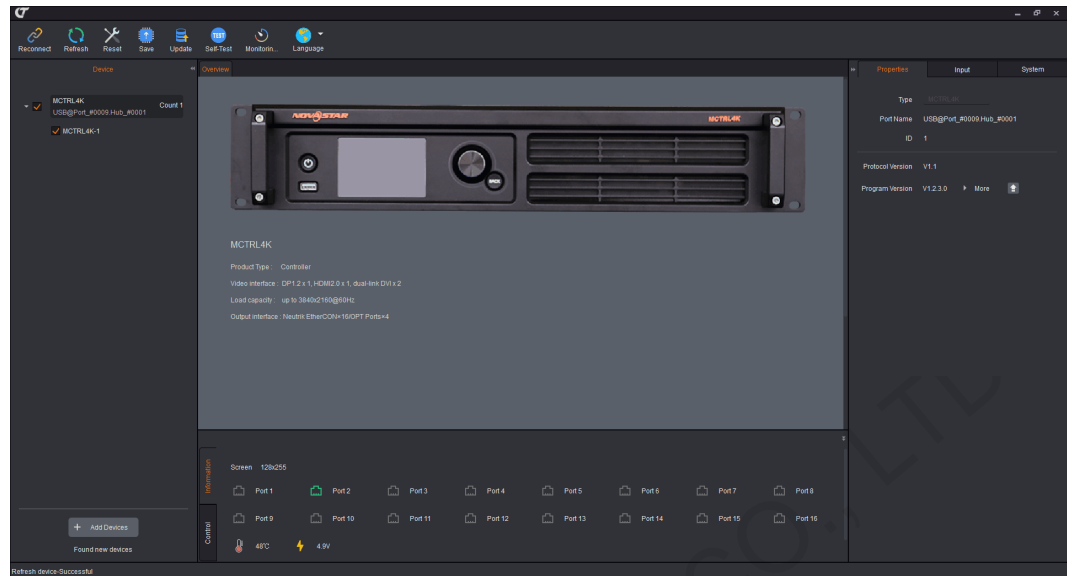 Reconnect Refresh Reset Save Update Self-Test Monitorin... Language
Device
MCTRL4K
USB@Port_#0009.Hub_#0001
Count 1
MCTRL4K-1
+ Add Devices
Found new devices
Overview
NOVASTAR
MCTRL4K
BACK
MCTRL4K
Product Type : Controller
Video interface : DP1.2 x 1, HDMI2.0 x 1, dual-link DVI x 2
Load capacity : up to 3840x2160@60Hz
Output interface : Neutrik EtherCON×16/OPT Ports×4
Information
Control
Screen 128x255
Port 1 Port 2 Port 3 Port 4 Port 5 Port 6 Port 7 Port 8
Port 9 Port 10 Port 11 Port 12 Port 13 Port 14 Port 15 Port 16
48℃ 4.9V
Properties Input System
Type MCTRL4K
Port Name USB@Port_#0009.Hub_#0001
ID 1
Protocol Version V1.1
Program Version V1.2.3.0 More
Refresh device-Successful
CO., LTD